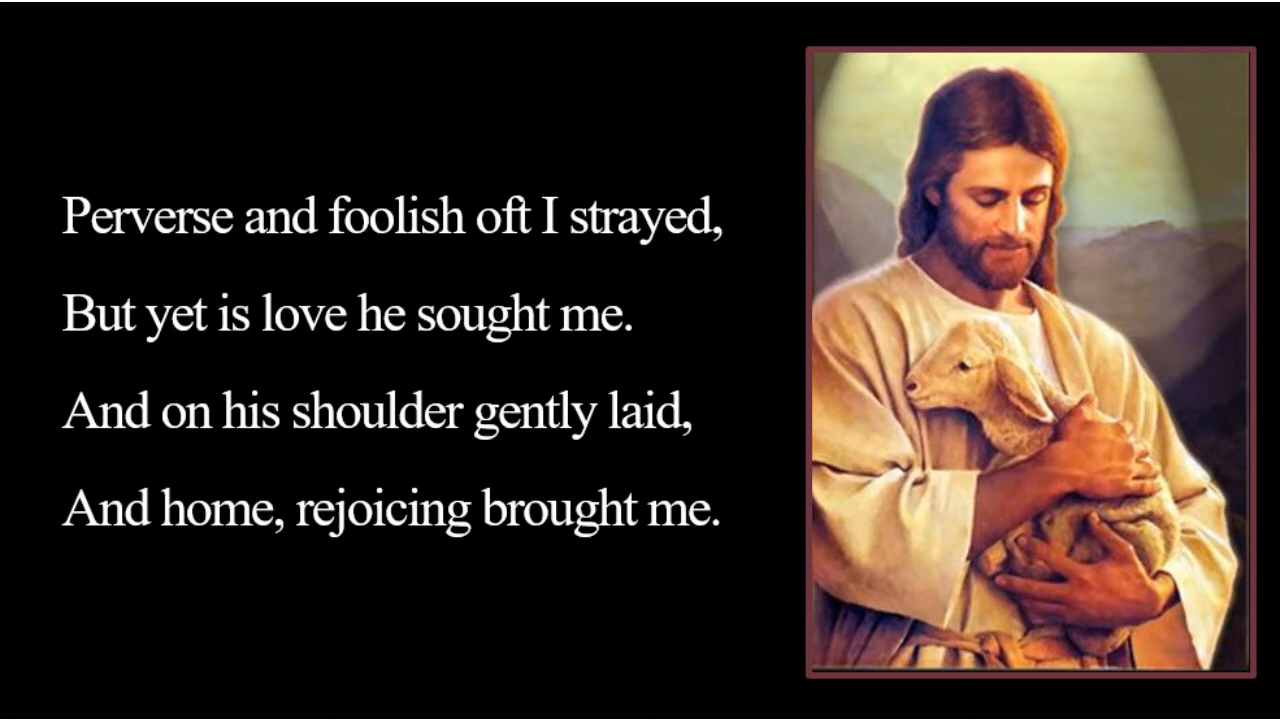 Perverse and foolish oft I strayed,
But yet is love he sought me.
And on his shoulder gently laid,
And home, rejoicing brought me.